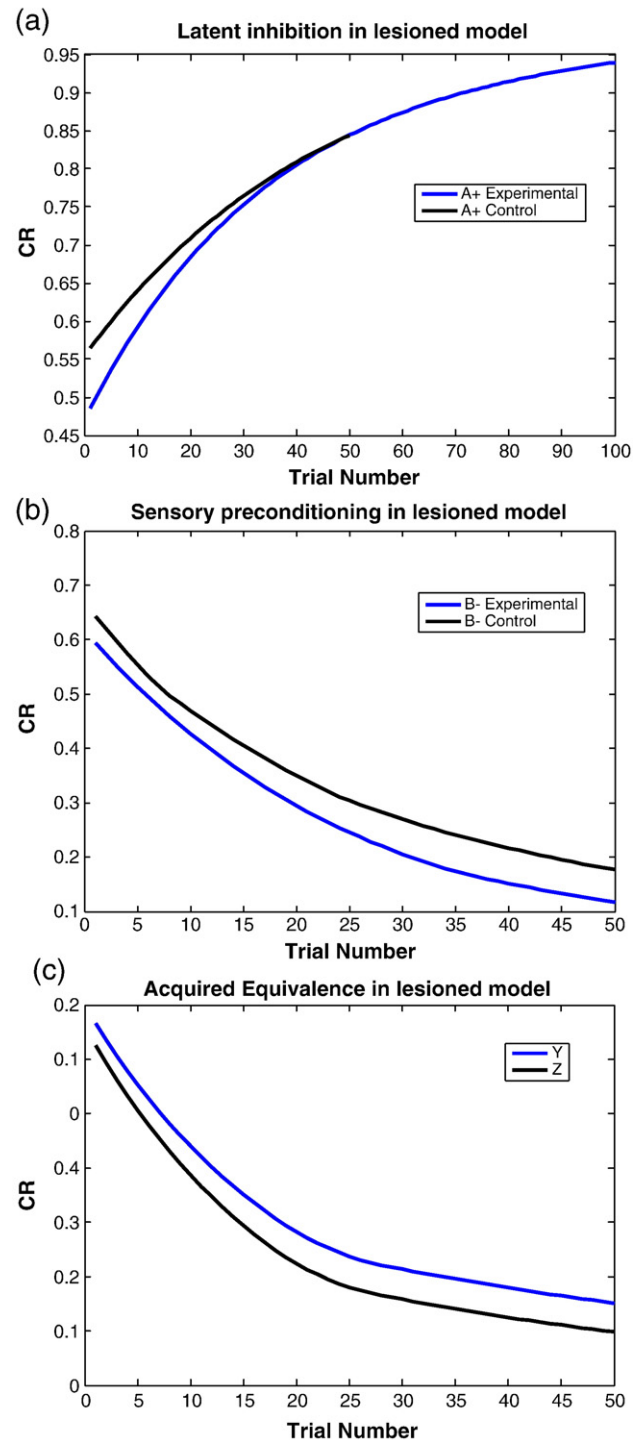 (a)
Latent inhibition in lesioned model
0.95
0.9
0.85
0.8
0.75
0.7
0.65
0.6
0.55
0.5
0.45
CR
A+ Experimental
A+ Control
0 10 20 30 40 50 60 70 80 90 100
Trial Number
(b)
Sensory preconditioning in lesioned model
0.8
0.7
0.6
0.5
0.4
0.3
0.2
0.1
CR
B- Experimental
B- Control
0 5 10 15 20 25 30 35 40 45 50
Trial Number
(c)
Acquired Equivalence in lesioned model
0.2
0.1
0
0.4
0.3
0.2
0.1
0
CR
Y
Z
0 5 10 15 20 25 30 35 40 45 50
Trial Number